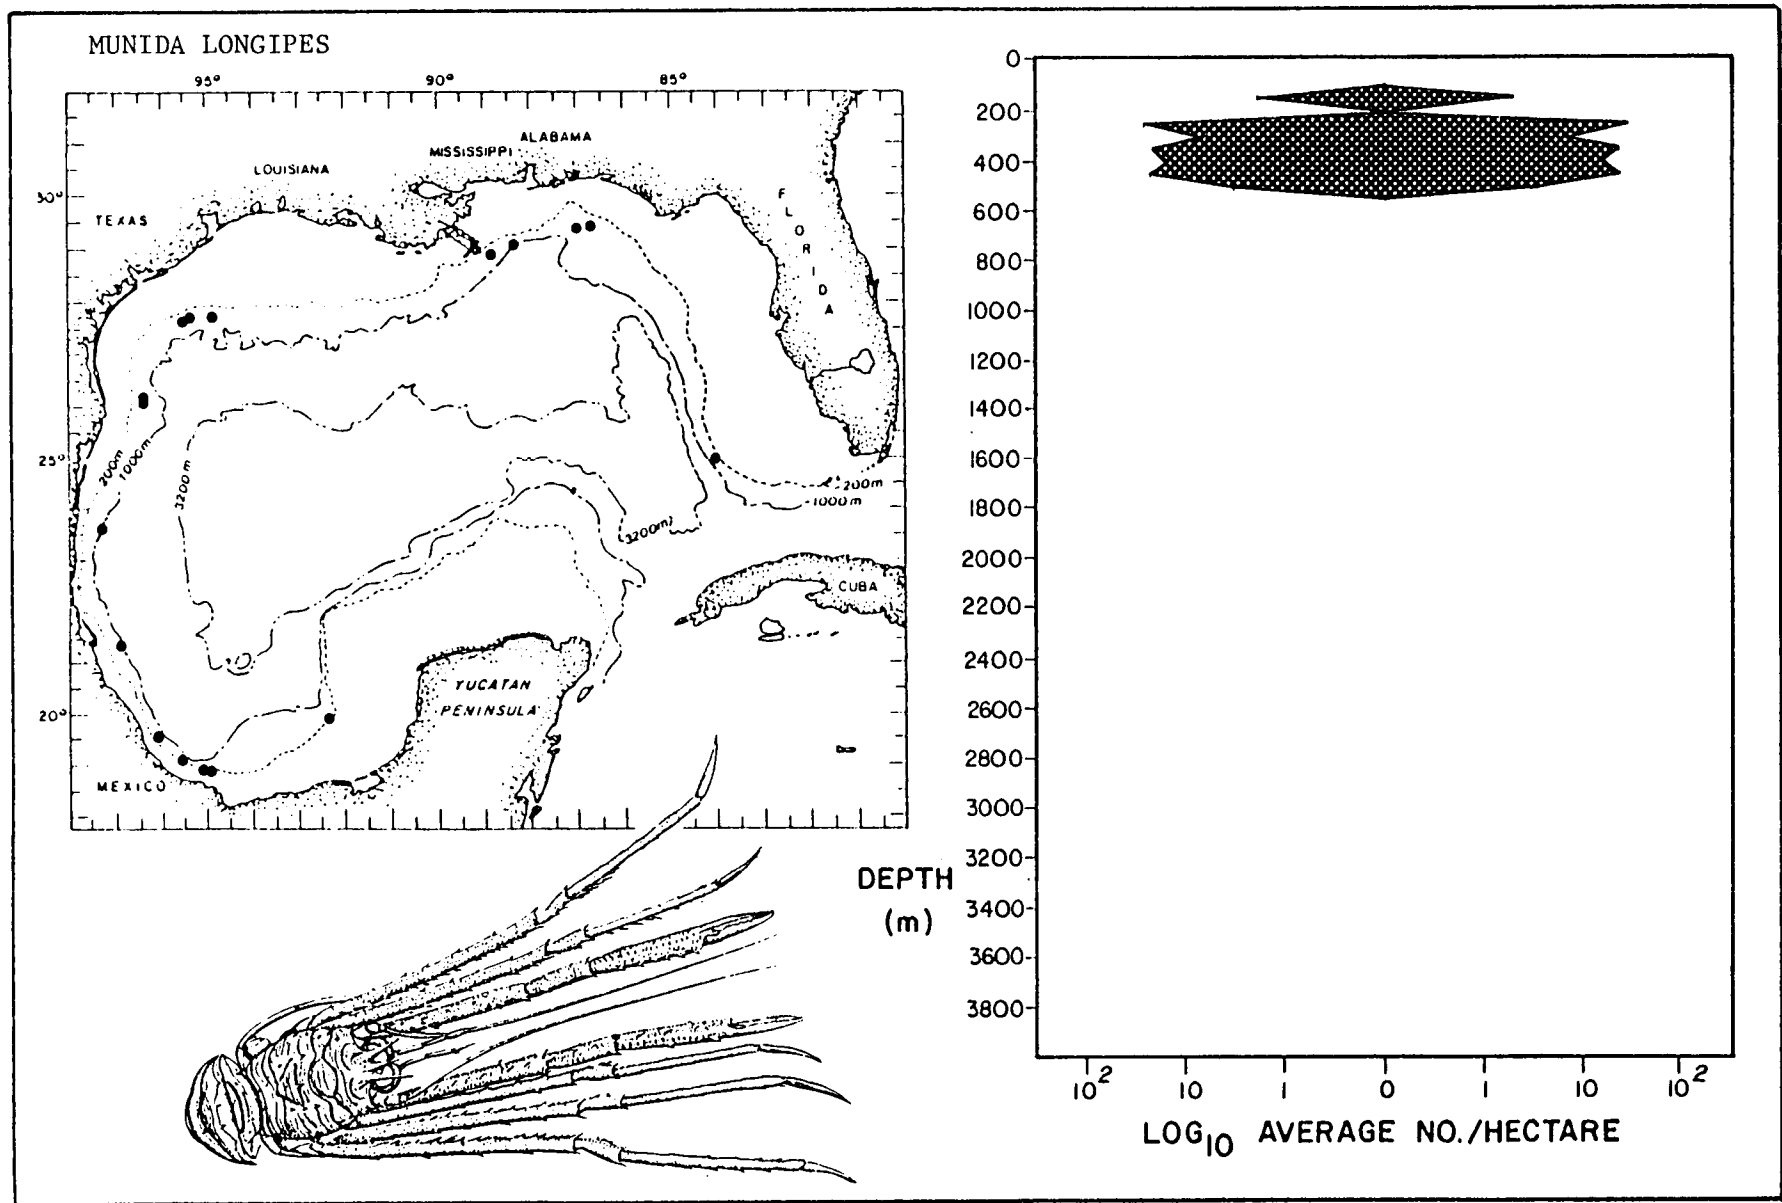 MUNIDA LONGIPES
95° 90° 85°
ALABAMA
MISSISSIPPI
LOUISIANA
30°
TEXAS
FLORIDA
25°
200m
1000m
3200m
200m
1000m
3200m
CUBA
YUCATAN
PENINSULA
20°
MEXICO
0
200
400
600
800
1000
1200
1400
1600
1800
2000
2200
2400
2600
2800
3000
3200
3400
3600
3800
DEPTH
(m)
10² 10 1 0 1 10 10²
LOG₁₀ AVERAGE NO./HECTARE